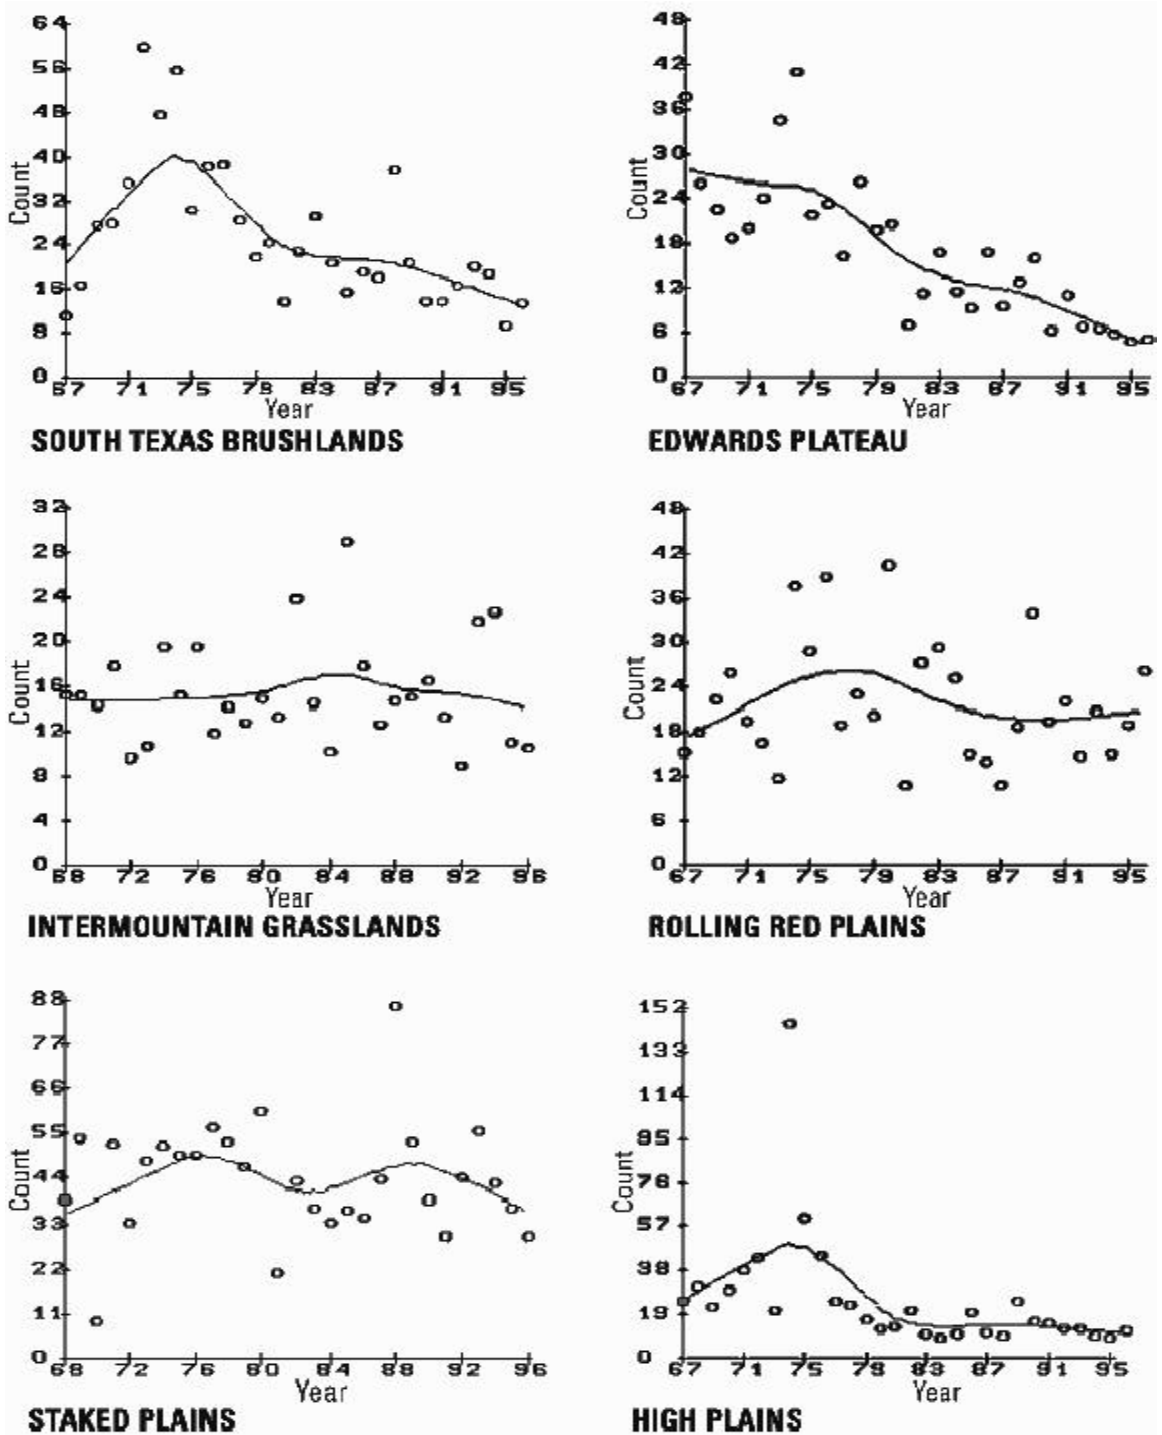 64
56
48
40
32
24
16
8
0
Count
67 71 75 79 83 87 91 95
Year
SOUTH TEXAS BRUSHLANDS
48
42
36
30
24
18
12
6
0
Count
67 71 75 79 83 87 91 95
Year
EDWARDS PLATEAU
32
28
24
20
16
12
8
4
0
Count
68 72 76 80 84 88 92 96
Year
INTERMOUNTAIN GRASSLANDS
48
42
36
30
24
18
12
6
0
Count
67 71 75 79 83 87 91 95
Year
ROLLING RED PLAINS
88
77
66
55
44
33
22
11
0
Count
68 72 76 80 84 88 92 96
Year
STAKED PLAINS
152
133
114
95
76
57
38
19
0
Count
67 71 75 79 83 87 91 95
Year
HIGH PLAINS